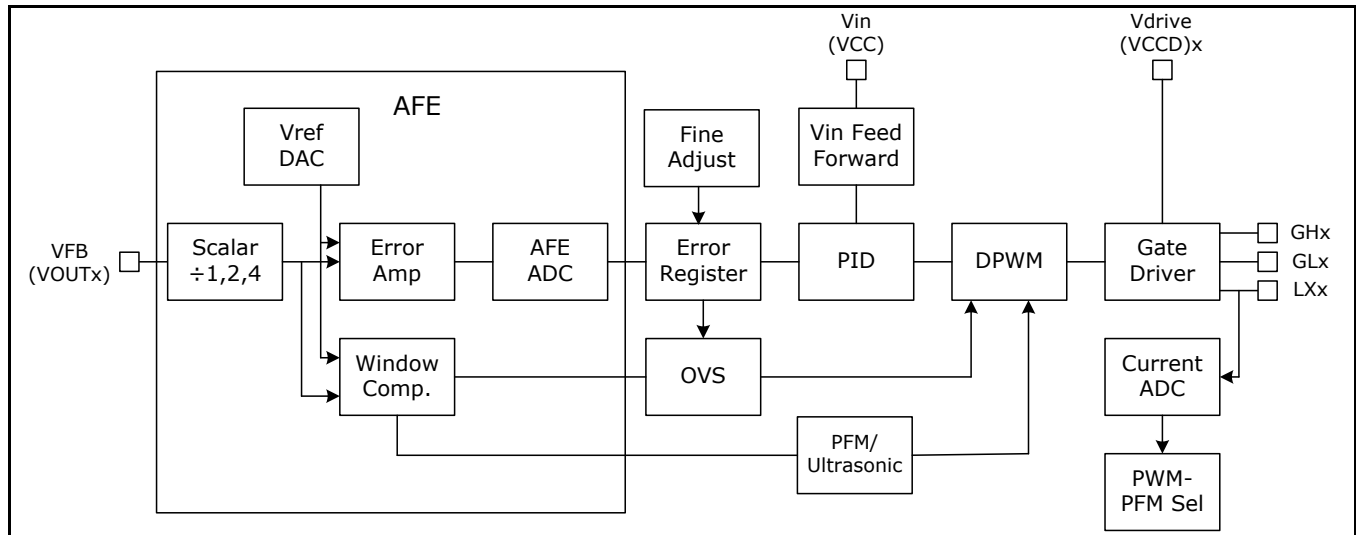 Vin
(VCC)
Vdrive
(VCCD)x
AFE
Vref
DAC
Fine
Adjust
Vin Feed
Forward
VFB
(VOUTx)
Scalar
÷1,2,4
Error
Amp
AFE
ADC
Error
Register
PID
DPWM
Gate
Driver
GHx
GLx
LXx
Window
Comp.
OVS
Current
ADC
PFM/
Ultrasonic
PWM-
PFM Sel